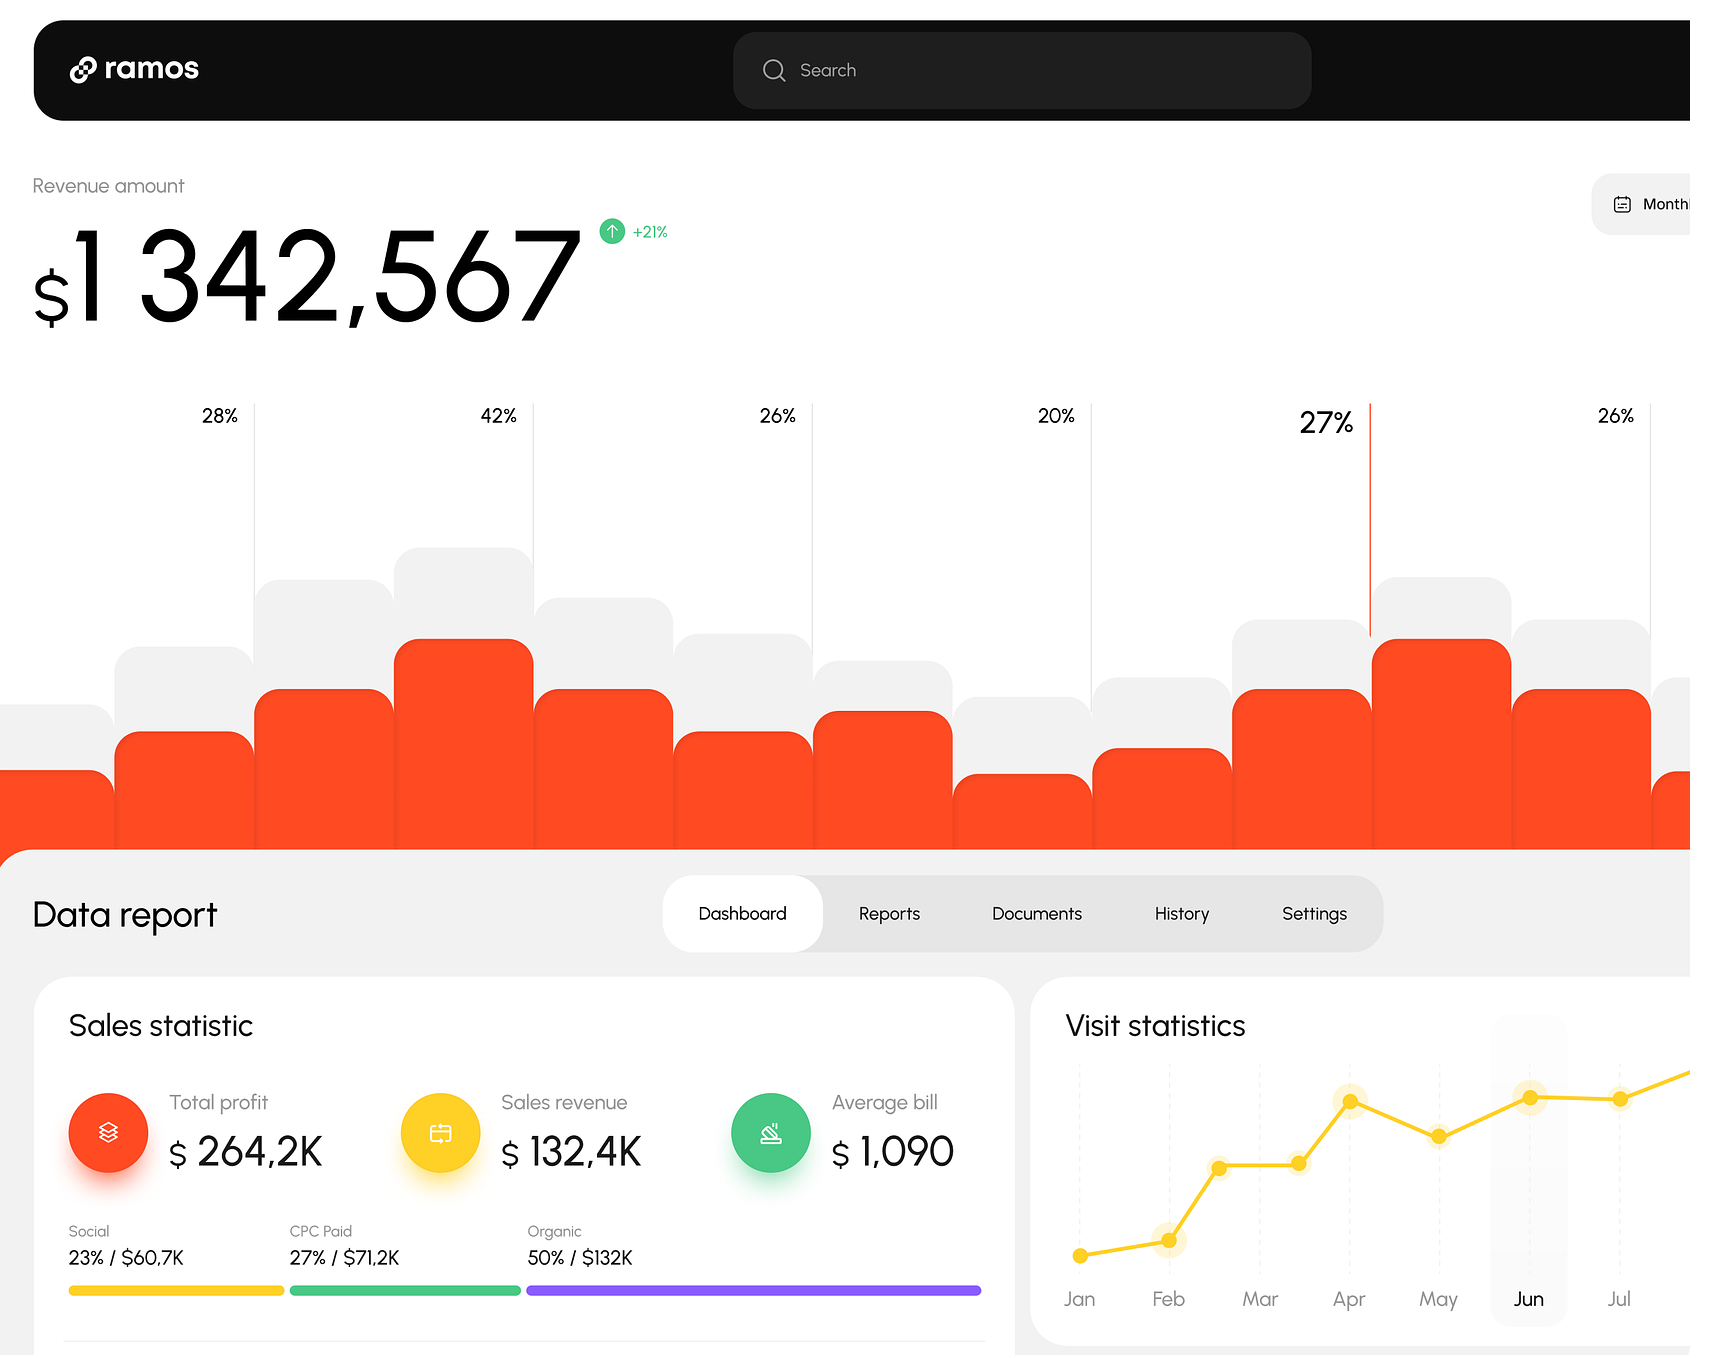 ramos
Search
Revenue amount
Monthl
$1 342,567
+21%
28%
42%
26%
20%
27%
26%
Data report
Dashboard
Reports
Documents
History
Settings
Sales statistic
Total profit
$ 264,2K
Sales revenue
$ 132,4K
Average bill
$ 1,090
Social
23% / $60,7K
CPC Paid
27% / $71,2K
Organic
50% / $132K
Visit statistics
Jan
Feb
Mar
Apr
May
Jun
Jul